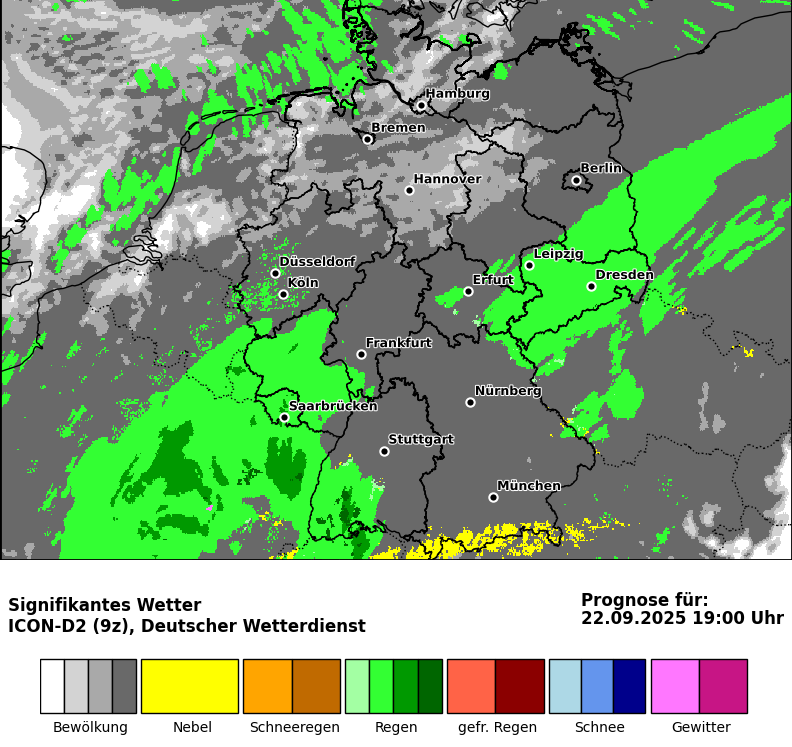 Hamburg
Bremen
Berlin
Hannover
Leipzig
Düsseldorf
Dresden
Köln
Erfurt
Frankfurt
Nürnberg
Saarbrücken
Stuttgart
München
Signifikantes Wetter
ICON-D2 (9z), Deutscher Wetterdienst
Prognose für:
22.09.2025 19:00 Uhr
Bewölkung
Nebel
Schneeregen
Regen
gefr. Regen
Schnee
Gewitter